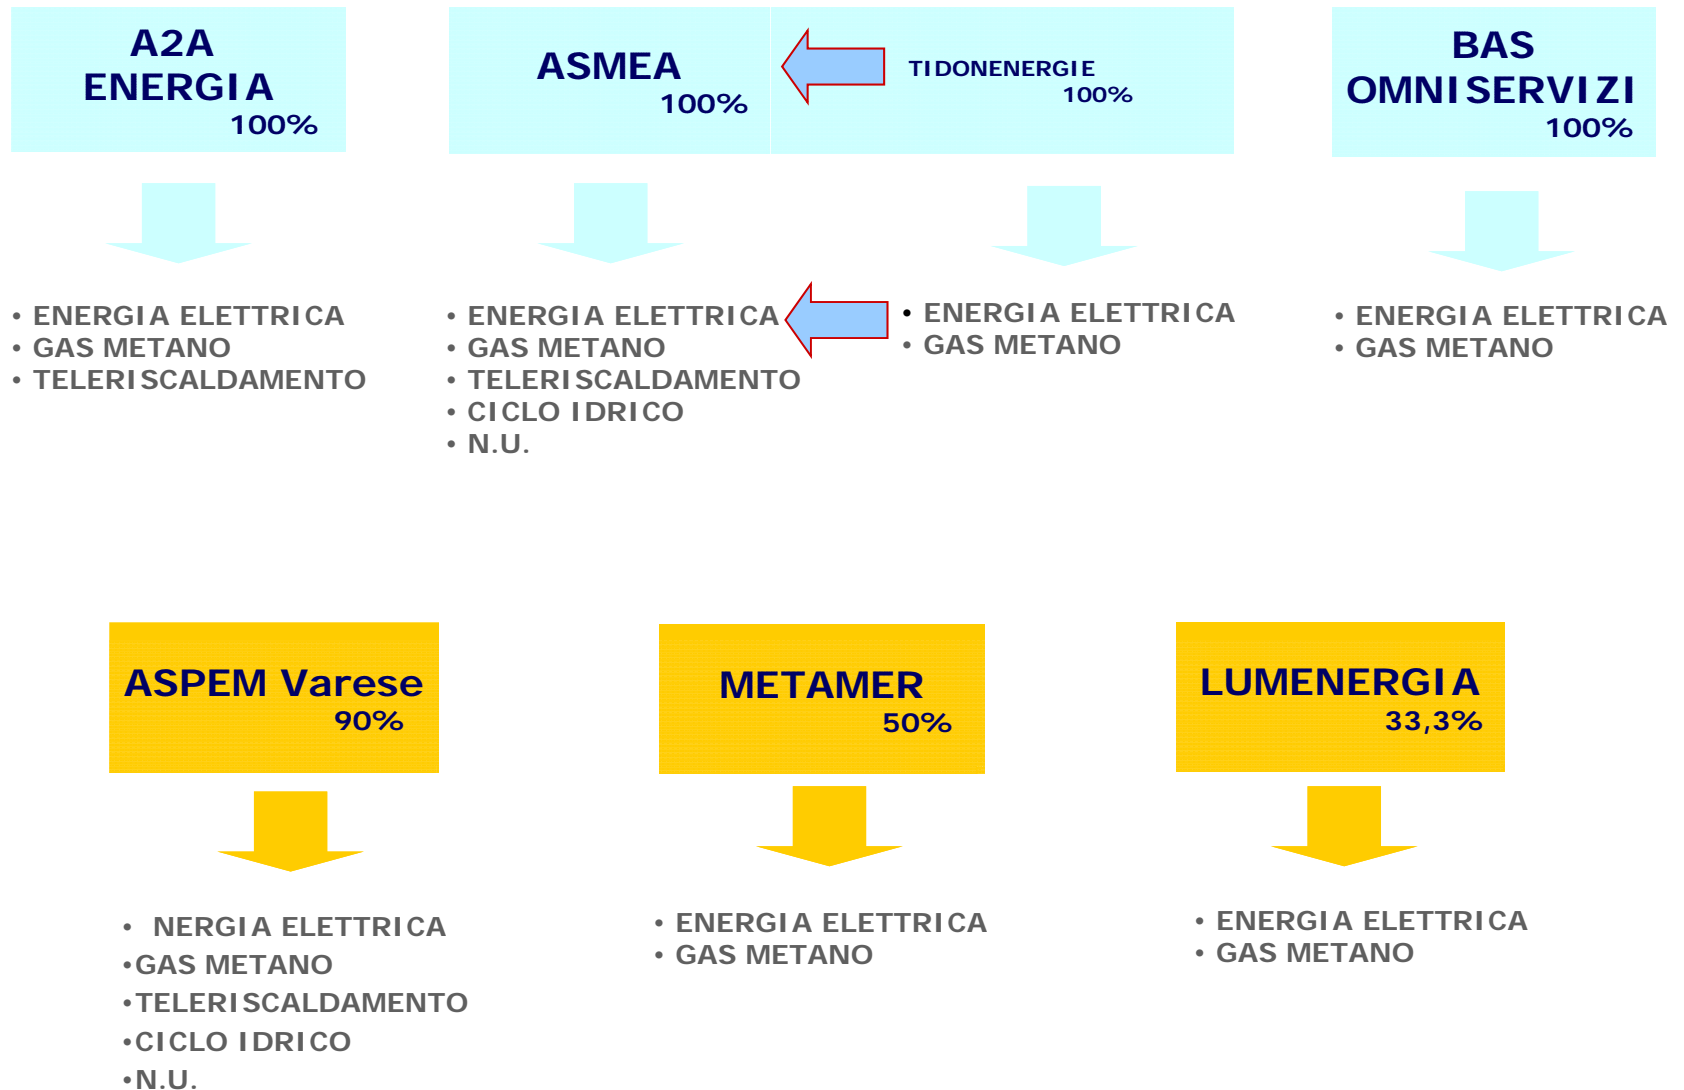 A2A
ENERGIA
100%
ASMEA
100%
TIDONENERGIE
100%
BAS
OMNISERVIZI
100%
• ENERGIA ELETTRICA
• GAS METANO
• TELERISCALDAMENTO
• ENERGIA ELETTRICA
• GAS METANO
• TELERISCALDAMENTO
• CICLO IDRICO
• N.U.
• ENERGIA ELETTRICA
• GAS METANO
• ENERGIA ELETTRICA
• GAS METANO
ASPEM Varese
90%
METAMER
50%
LUMENERGIA
33,3%
• NERGIA ELETTRICA
•GAS METANO
•TELERISCALDAMENTO
•CICLO IDRICO
•N.U.
• ENERGIA ELETTRICA
• GAS METANO
• ENERGIA ELETTRICA
• GAS METANO